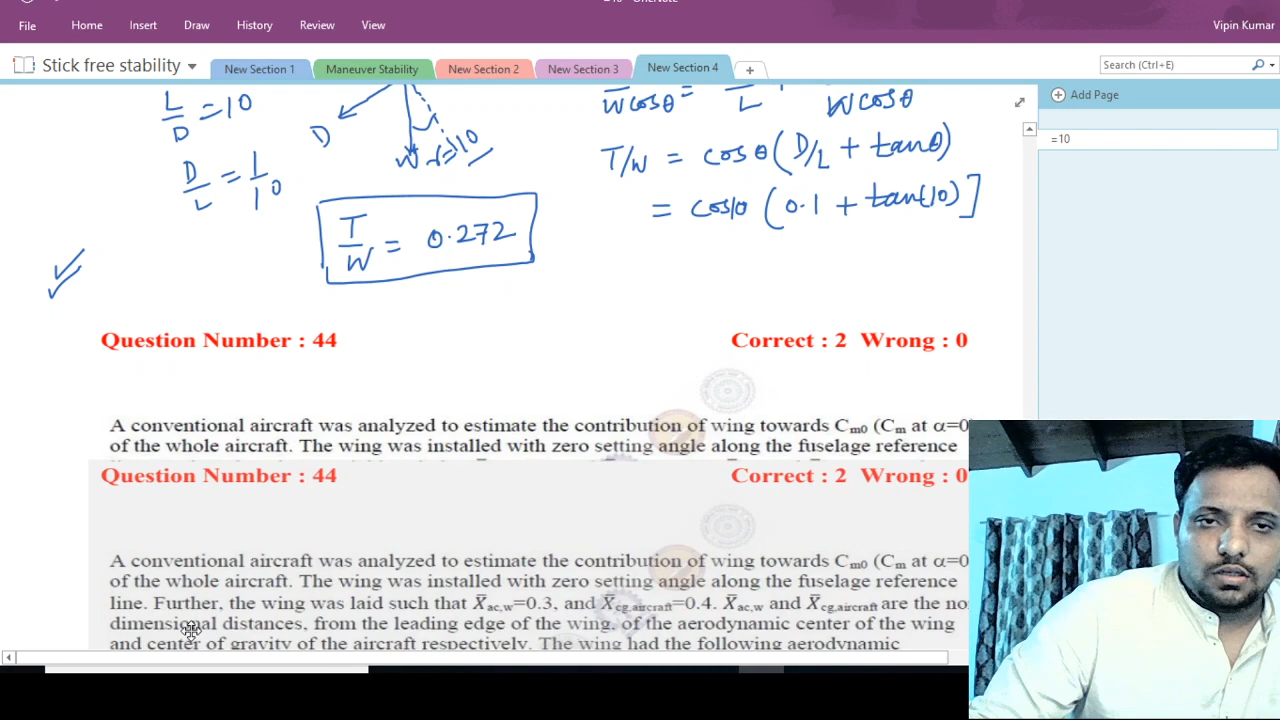 File Home Insert Draw History Review View Vipin Kumar
Stick free stability New Section 1 Maneuver Stability New Section 2 New Section 3 New Section 4 Search (Ctrl+E)
Add Page
=10
L/D = 10
D
W
γ=10
D/L = 1/10
T/W = 0.272
W cosθ = L W cosθ
T/W = cosθ (D/L + tanθ)
= cos10 (0.1 + tan(10)]
Question Number : 44 Correct : 2 Wrong : 0
A conventional aircraft was analyzed to estimate the contribution of wing towards Cm0 (Cm at α=0
of the whole aircraft. The wing was installed with zero setting angle along the fuselage reference
Question Number : 44 Correct : 2 Wrong : 0
A conventional aircraft was analyzed to estimate the contribution of wing towards Cm0 (Cm at α=0
of the whole aircraft. The wing was installed with zero setting angle along the fuselage reference
line. Further, the wing was laid such that X̅ac,w=0.3, and X̅cg,aircraft=0.4. X̅ac,w and X̅cg,aircraft are the no
dimensional distances, from the leading edge of the wing, of the aerodynamic center of the wing
and center of gravity of the aircraft respectively. The wing had the following aerodynamic